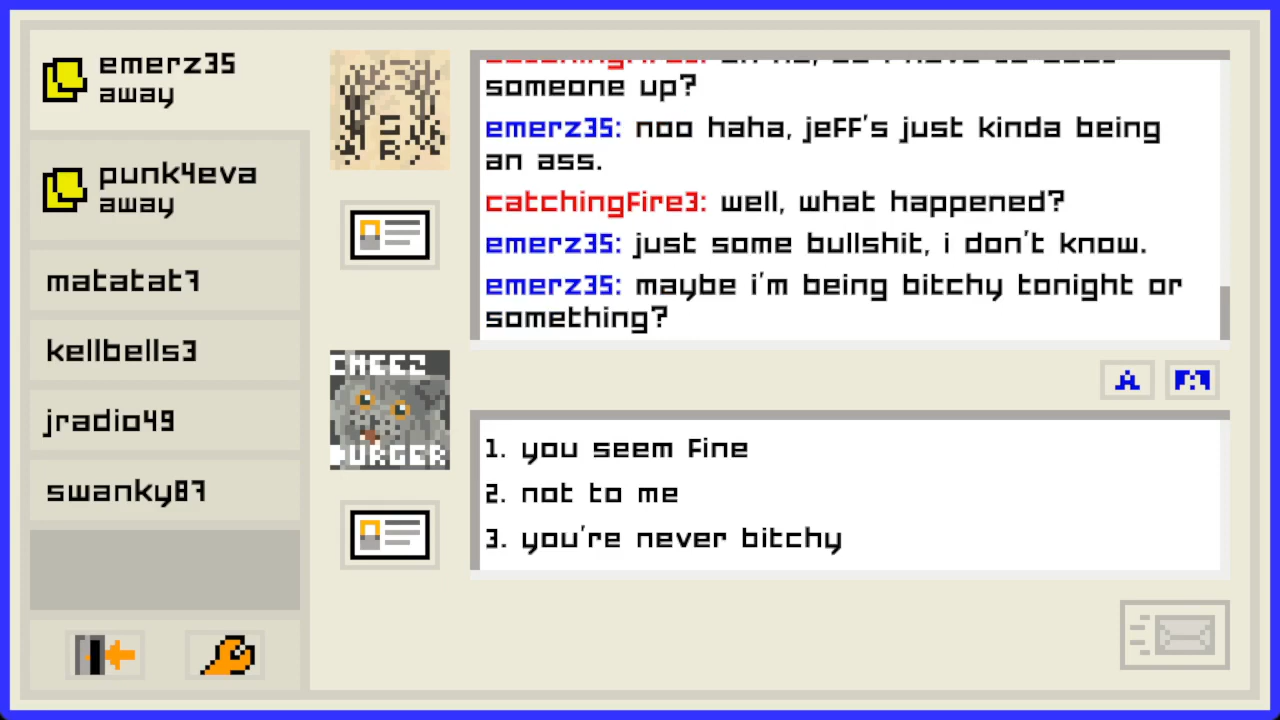 emerz35
away
punk4eva
away
matatat7
kellbells3
jradio49
swanky87
someone up?
emerz35: noo haha, jeff's just kinda being
an ass.
catchingfire3: well, what happened?
emerz35: just some bullshit, i don't know.
emerz35: maybe i'm being bitchy tonight or
something?
CHEEZ
BURGER
A
A
1. you seem fine
2. not to me
3. you're never bitchy